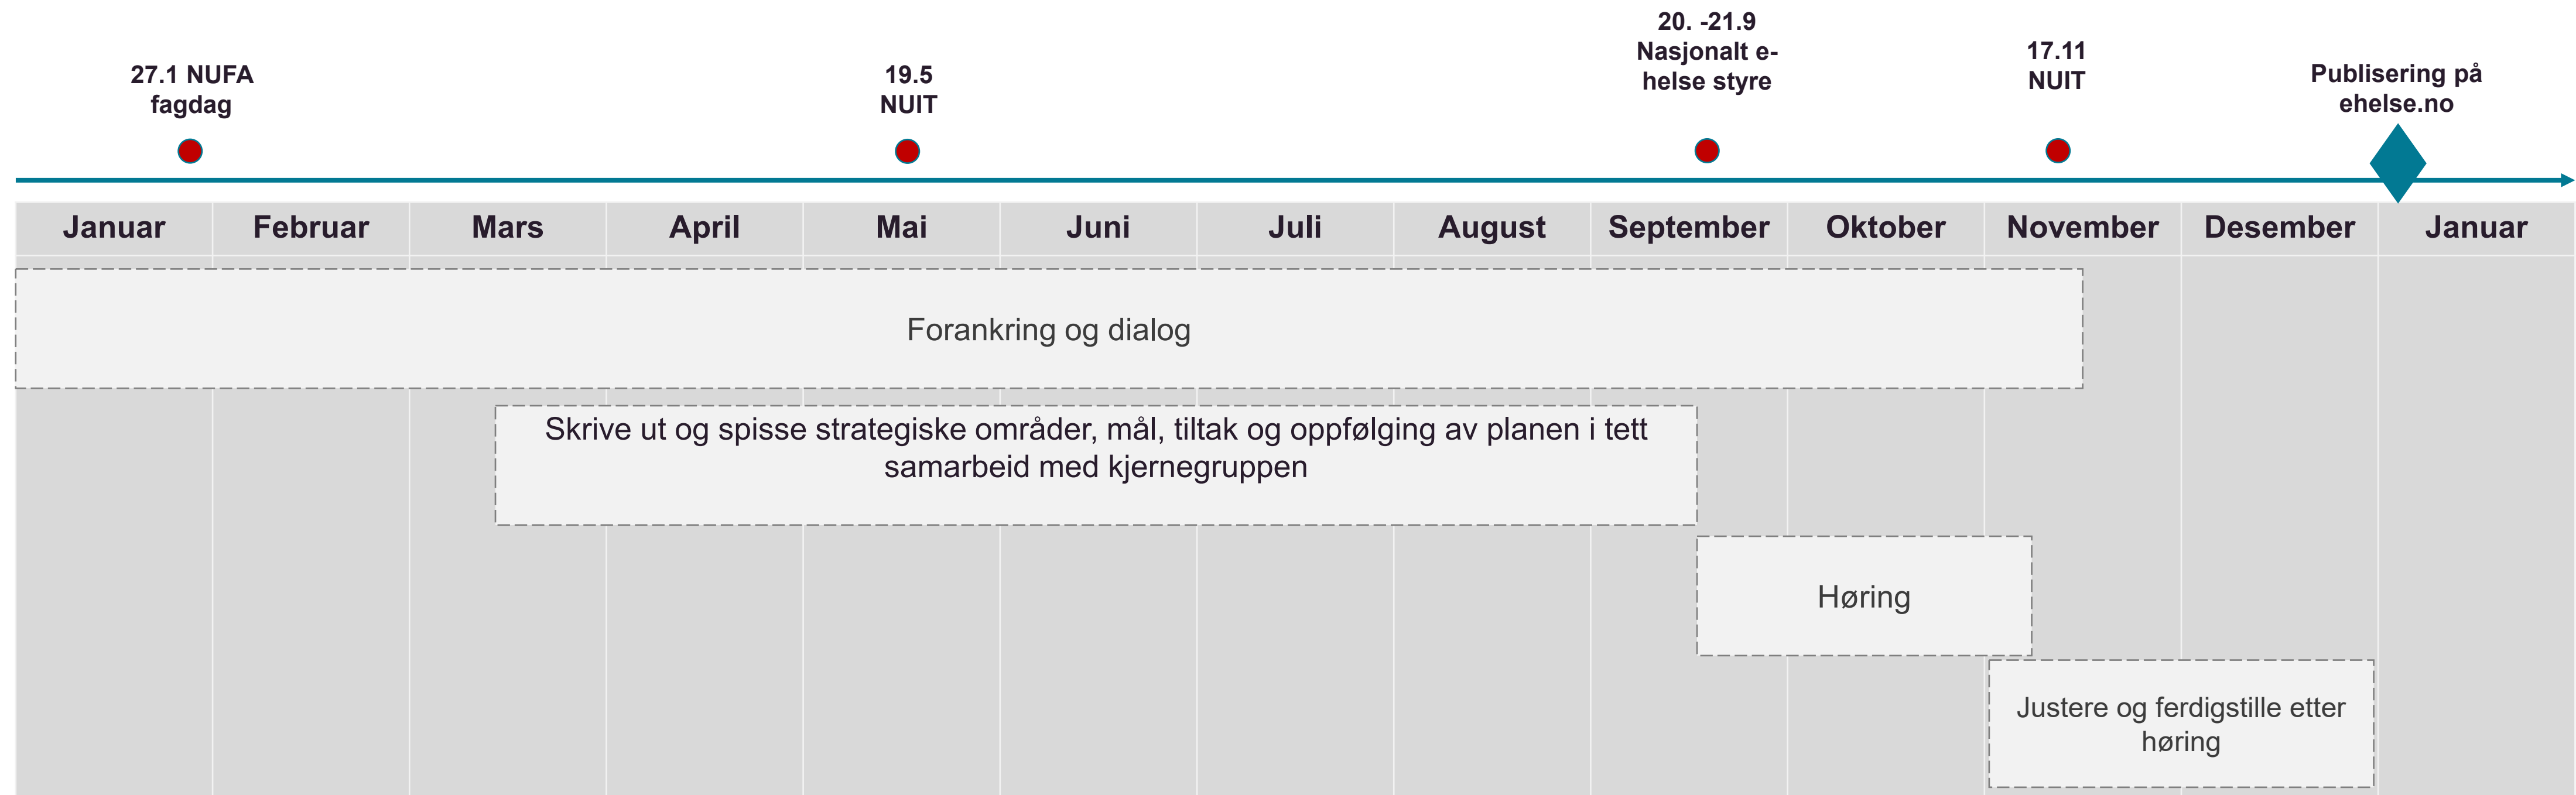 27.1 NUFA
fagdag
19.5
NUIT
20. -21.9
Nasjonalt e-
helse styre
17.11
NUIT
Publisering på
ehelse.no
Januar
Februar
Mars
April
Mai
Juni
Juli
August
September
Oktober
November
Desember
Januar
Forankring og dialog
Skrive ut og spisse strategiske områder, mål, tiltak og oppfølging av planen i tett
samarbeid med kjernegruppen
Høring
Justere og ferdigstille etter
høring